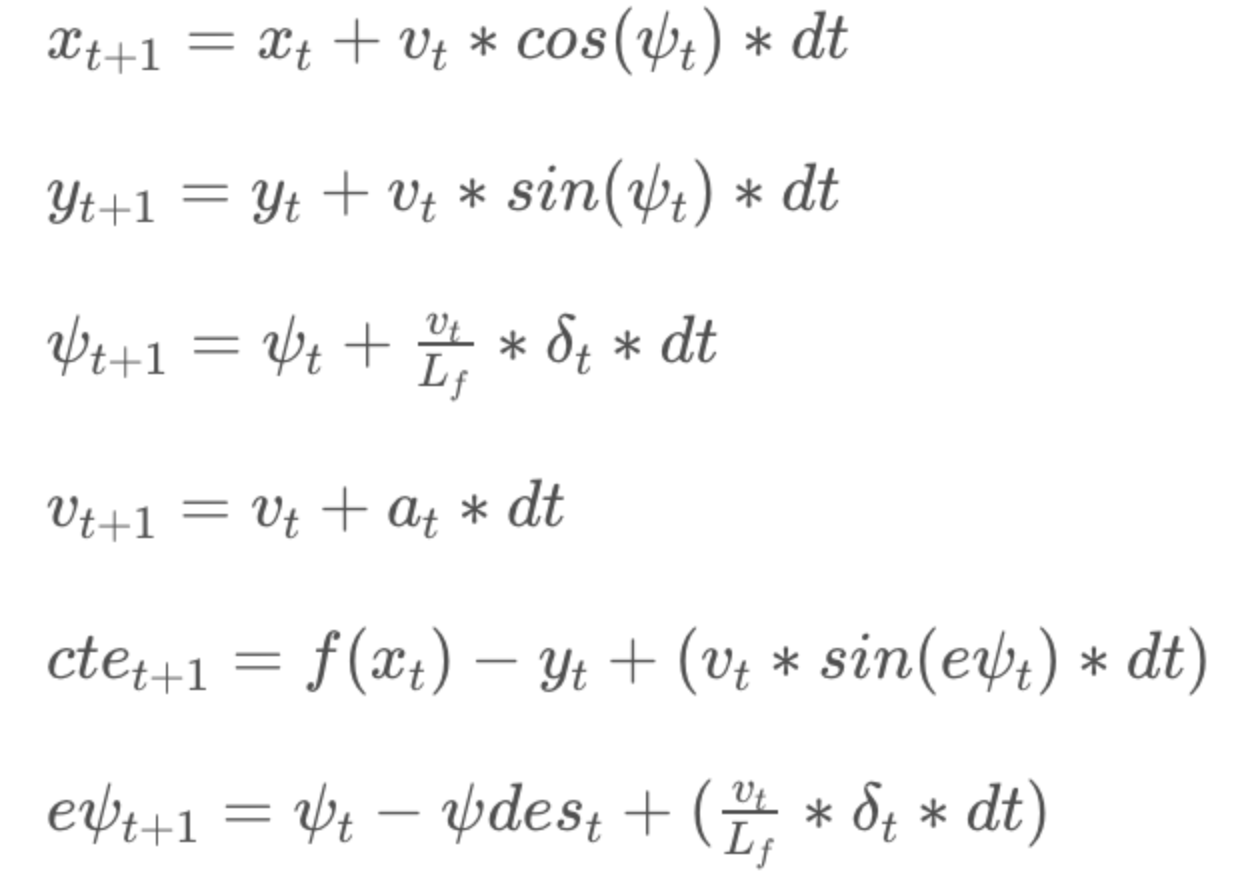 x_{t+1} = x_t + v_t * cos(ψ_t) * dt
y_{t+1} = y_t + v_t * sin(ψ_t) * dt
ψ_{t+1} = ψ_t + \frac{v_t}{L_f} * δ_t * dt
v_{t+1} = v_t + a_t * dt
cte_{t+1} = f(x_t) − y_t + (v_t * sin(eψ_t) * dt)
eψ_{t+1} = ψ_t − ψdes_t + (\frac{v_t}{L_f} * δ_t * dt)